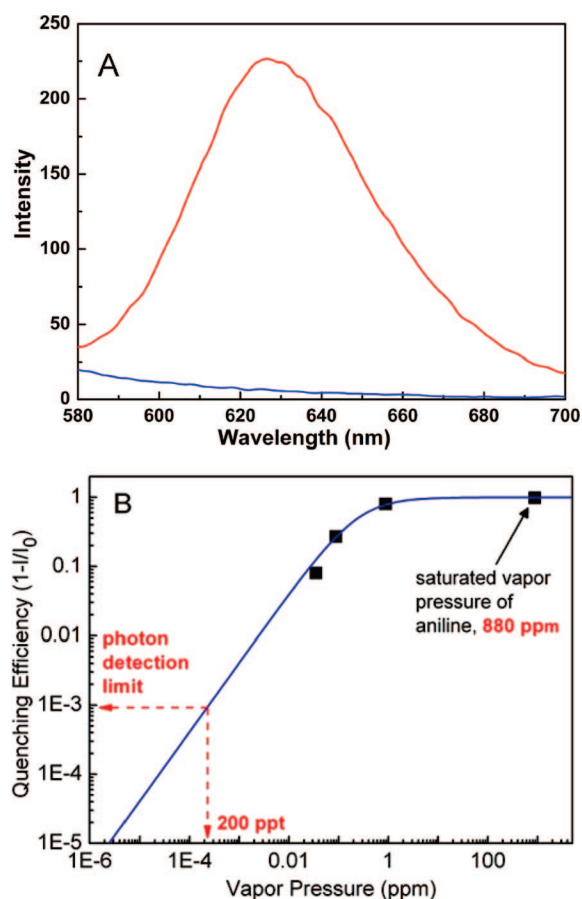 A
250
200
150
100
50
0
Intensity
580 600 620 640 660 680 700
Wavelength (nm)
B
1
0.1
0.01
1E-3
1E-4
1E-5
Quenching Efficiency (1-I/I0)
saturated vapor
pressure of
aniline, 880 ppm
photon
detection
limit
200 ppt
1E-6 1E-4 0.01 1 100
Vapor Pressure (ppm)